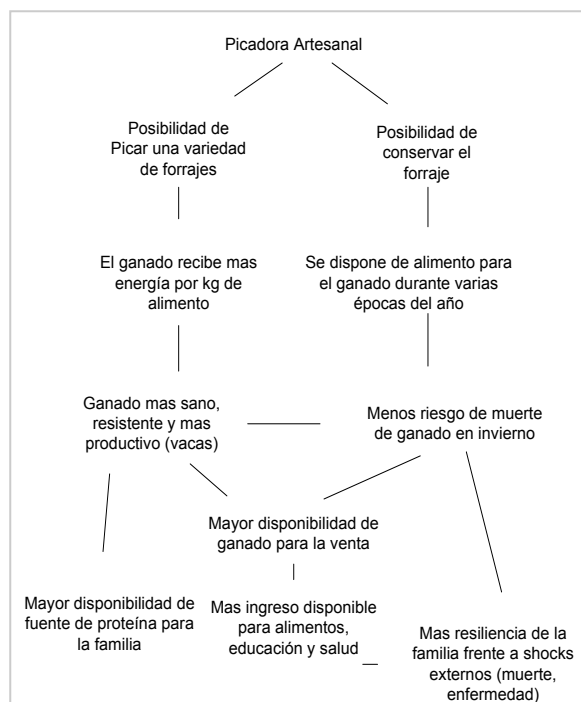 Picadora Artesanal
Posibilidad de
Picar una variedad
de forrajes
Posibilidad de
conservar el
forraje
El ganado recibe mas
energía por kg de
alimento
Se dispone de alimento para
el ganado durante varias
épocas del año
Ganado mas sano,
resistente y mas
productivo (vacas)
Menos riesgo de muerte
de ganado en invierno
Mayor disponibilidad de
ganado para la venta
Mayor disponibilidad de
fuente de proteína para
la familia
Mas ingreso disponible
para alimentos,
educación y salud
Mas resiliencia de la
familia frente a shocks
externos (muerte,
enfermedad)